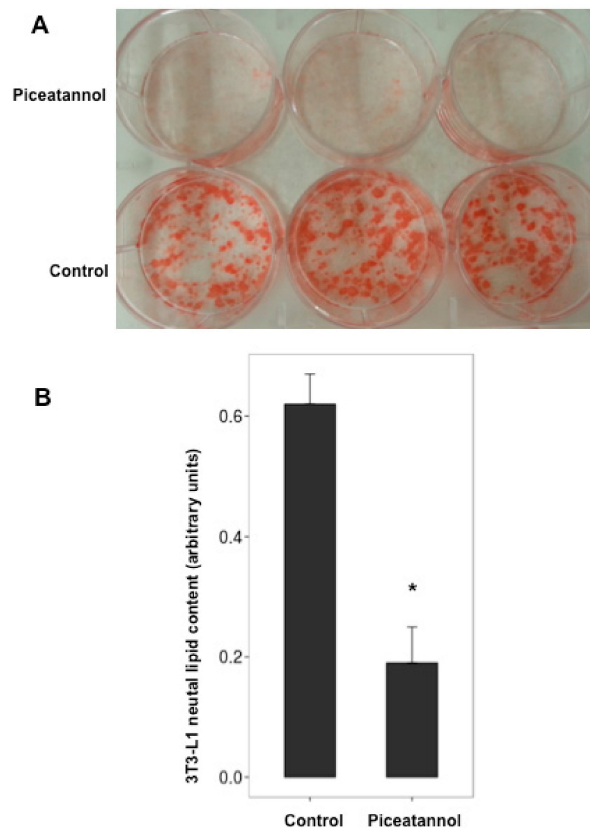 A
Piceatannol
Control
B
3T3-L1 neutal lipid content (arbitrary units)
0.6
0.4
0.2
0.0
*
Control
Piceatannol